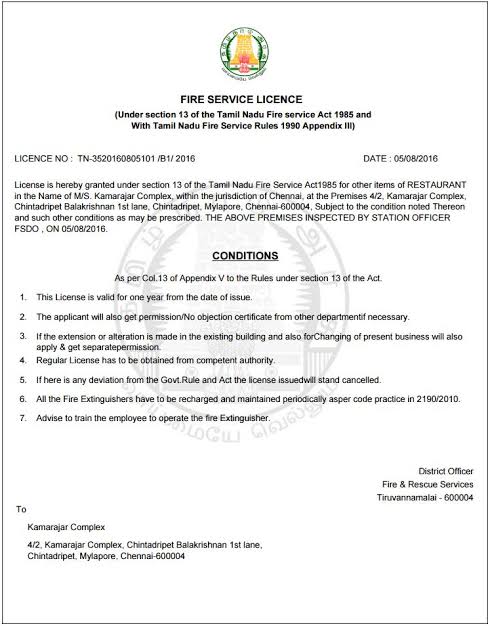 FIRE SERVICE LICENCE
(Under section 13 of the Tamil Nadu Fire service Act 1985 and
With Tamil Nadu Fire Service Rules 1990 Appendix III)
LICENCE NO : TN-3520160805101 /B1/ 2016
DATE : 05/08/2016
License is hereby granted under section 13 of the Tamil Nadu Fire Service Act1985 for other items of RESTAURANT
in the Name of M/S. Kamarajar Complex, within the jurisdiction of Chennai, at the Premises 4/2, Kamarajar Complex,
Chintadripet Balakrishnan 1st lane, Chintadripet, Mylapore, Chennai-600004, Subject to the condition noted Thereon
and such other conditions as may be prescribed. THE ABOVE PREMISES INSPECTED BY STATION OFFICER
FSDO , ON 05/08/2016.
CONDITIONS
As per Col.13 of Appendix V to the Rules under section 13 of the Act.
1. This License is valid for one year from the date of issue.
2. The applicant will also get permission/No objection certificate from other departmentif necessary.
3. If the extension or alteration is made in the existing building and also forChanging of present business will also
apply & get separatepermission.
4. Regular License has to be obtained from competent authority.
5. If here is any deviation from the Govt.Rule and Act the license issuedwill stand cancelled.
6. All the Fire Extinguishers have to be recharged and maintained periodically asper code practice in 2190/2010.
7. Advise to train the employee to operate the fire Extinguisher.
District Officer
Fire & Rescue Services
Tiruvannamalai - 600004
To
Kamarajar Complex
4/2, Kamarajar Complex, Chintadripet Balakrishnan 1st lane,
Chintadripet, Mylapore, Chennai-600004